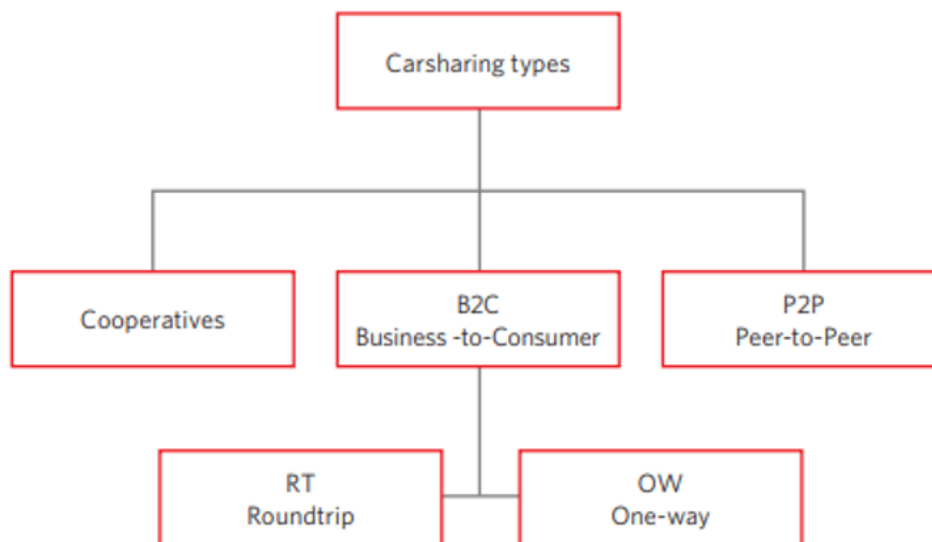 Carsharing types
Cooperatives
B2C
Business -to-Consumer
P2P
Peer-to-Peer
RT
Roundtrip
OW
One-way